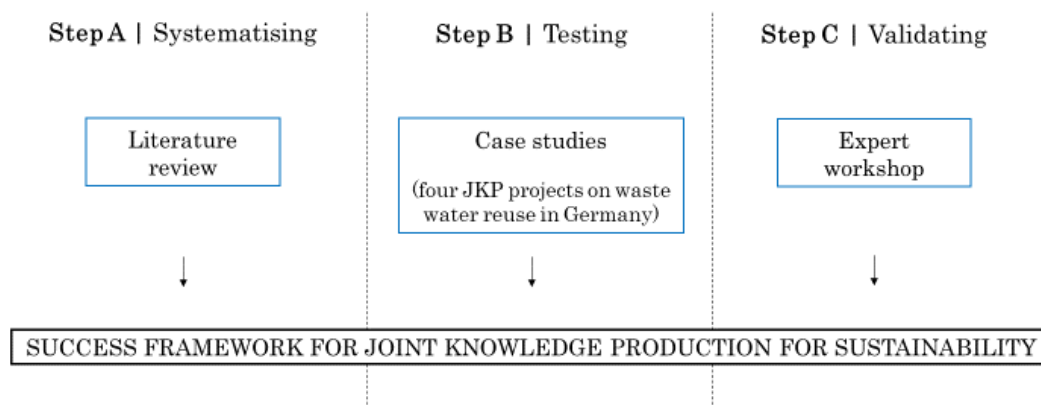 Step A | Systematising
Step B | Testing
Step C | Validating
Literature
review
Case studies
(four JKP projects on waste
water reuse in Germany)
Expert
workshop
SUCCESS FRAMEWORK FOR JOINT KNOWLEDGE PRODUCTION FOR SUSTAINABILITY